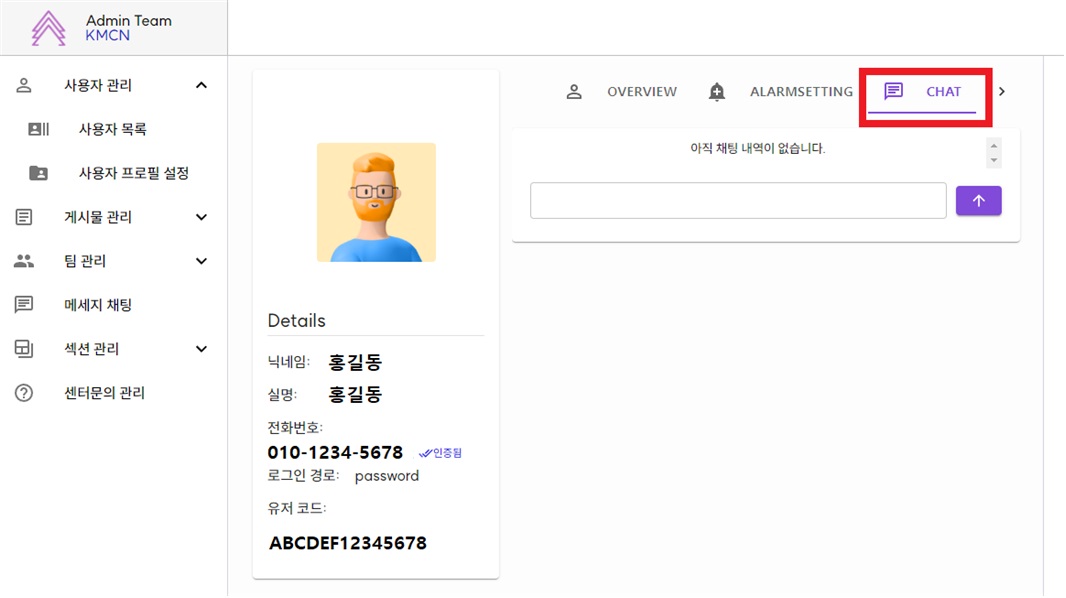 Admin Team
KMCN
사용자 관리
사용자 목록
사용자 프로필 설정
게시물 관리
팀 관리
메세지 채팅
섹션 관리
센터문의 관리
Details
닉네임: 홍길동
실명: 홍길동
전화번호:
010-1234-5678 인증됨
로그인 경로: password
유저 코드:
ABCDEF12345678
OVERVIEW ALARMSETTING CHAT
아직 채팅 내역이 없습니다.